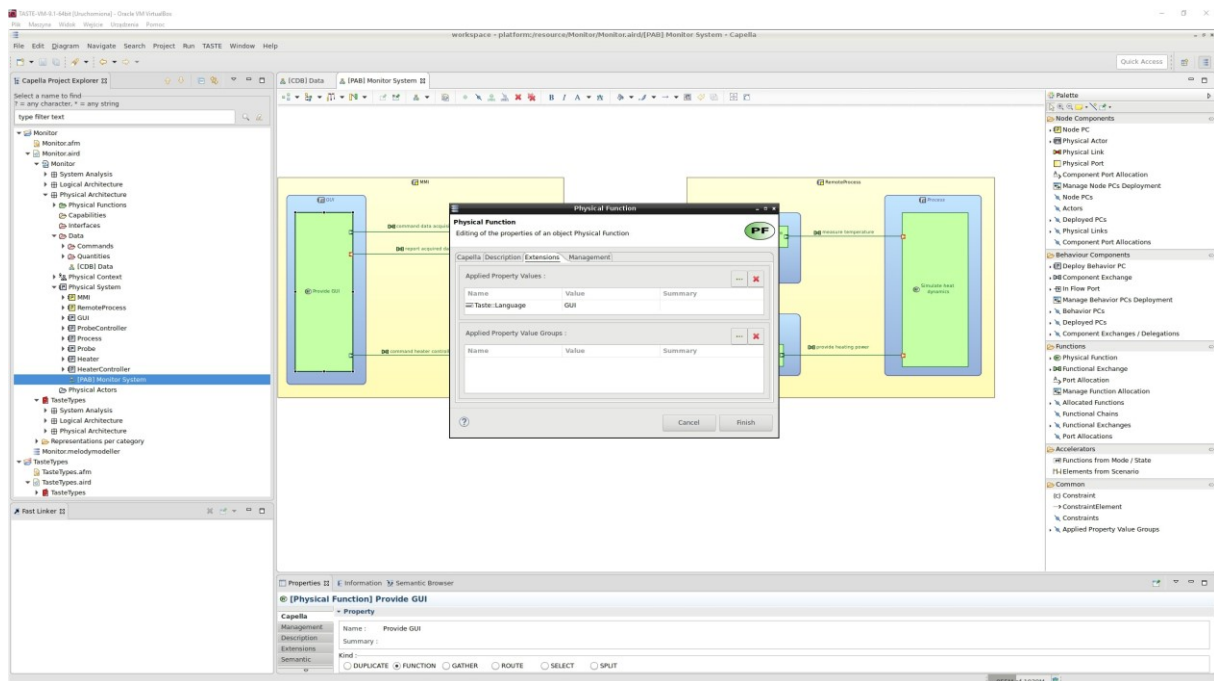 TASTE-VM-9.1-64bit [Uruchomiona] - Oracle VM VirtualBox
Plik Maszyna Widok Wejście Urządzenia Pomoc
workspace - platform:/resource/Monitor/Monitor.aird/[PAB] Monitor System - Capella
File Edit Diagram Navigate Search Project Run TASTE Window Help
Quick Access
Capella Project Explorer
Select a name to find
? = any character, * = any string
type filter text
Monitor
Monitor.afm
Monitor.aird
Monitor
System Analysis
Logical Architecture
Physical Architecture
Physical Functions
Capabilities
Interfaces
Data
Commands
Quantities
[CDB] Data
Physical Context
Physical System
MMI
RemoteProcess
GUI
ProbeController
Process
Probe
Heater
HeaterController
[PAB] Monitor System
Physical Actors
TasteTypes
System Analysis
Logical Architecture
Physical Architecture
Representations per category
Monitor.melodymodeller
TasteTypes
TasteTypes.afm
TasteTypes.aird
TasteTypes
Fast Linker
[CDB] Data
[PAB] Monitor System
MMI
GUI
Provide GUI
command data acquis
report acquired da
command heater control
RemoteProcess
Process
measure temperature
Simulate heat
dynamics
provide heating power
Physical Function
Physical Function
Editing of the properties of an object Physical Function
PF
Capella Description Extensions Management
Applied Property Values :
Name Value Summary
Taste::Language GUI
Applied Property Value Groups :
Name Value Summary
Cancel Finish
Palette
Node Components
Node PC
Physical Actor
Physical Link
Physical Port
Component Port Allocation
Manage Node PCs Deployment
Node PCs
Actors
Deployed PCs
Physical Links
Component Port Allocations
Behaviour Components
Deploy Behavior PC
Component Exchange
In Flow Port
Manage Behavior PCs Deployment
Behavior PCs
Deployed PCs
Component Exchanges / Delegations
Functions
Physical Function
Functional Exchange
Port Allocation
Manage Function Allocation
Allocated Functions
Functional Chains
Functional Exchanges
Port Allocations
Accelerators
Functions from Mode / State
Elements from Scenario
Common
Constraint
ConstraintElement
Constraints
Applied Property Value Groups
Properties Information Semantic Browser
[Physical Function] Provide GUI
Capella
Management
Description
Extensions
Semantic
Property
Name : Provide GUI
Summary :
Kind :
DUPLICATE FUNCTION GATHER ROUTE SELECT SPLIT